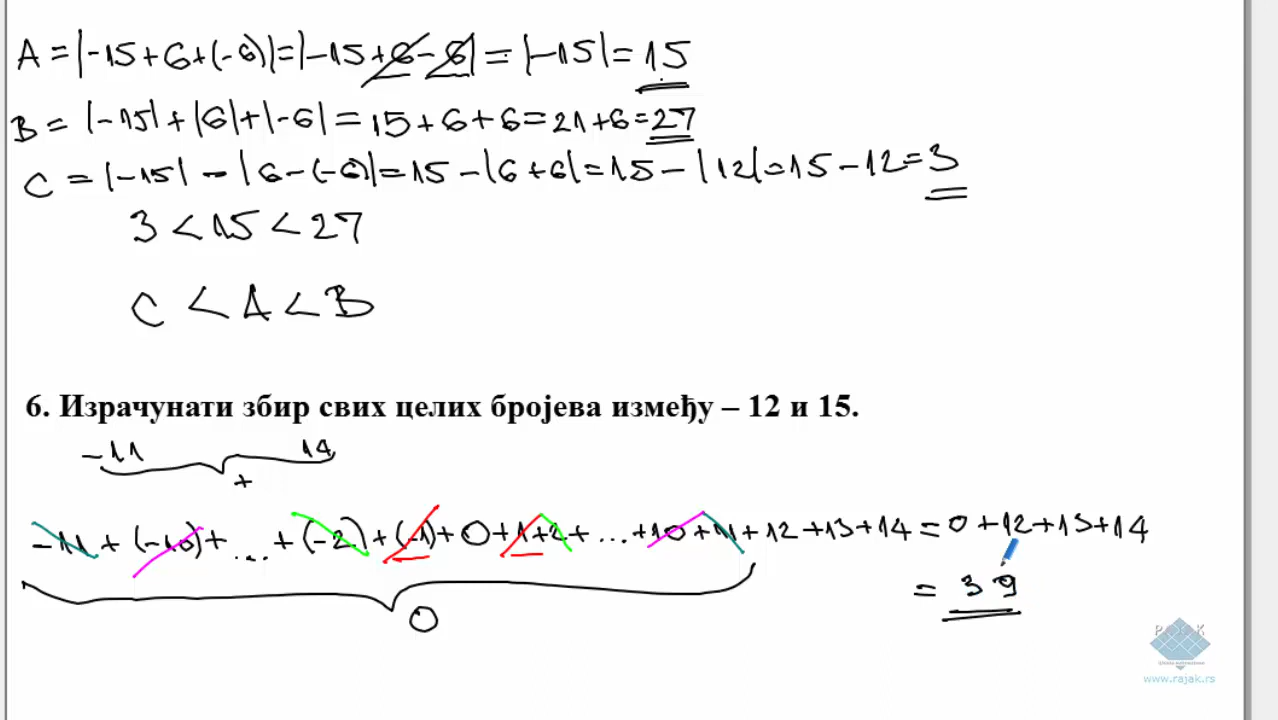 A = |-15+6+(-6)| = |-15+6-6| = |-15| = 15
B = |-15| + |6| + |-6| = 15+6+6 = 21+6 = 27
C = |-15| - |6-(-6)| = 15 - |6+6| = 15 - |12| = 15-12 = 3
3 < 15 < 27
C < A < B
6. Израчунати збир свих целих бројева између – 12 и 15.
-11 14
+
-11 + (-10) + ... + (-2) + (-1) + 0 + 1 + 2 + ... + 10 + 11 + 12 + 13 + 14 = 0 + 12 + 13 + 14
= 39
0
www.rajak.rs